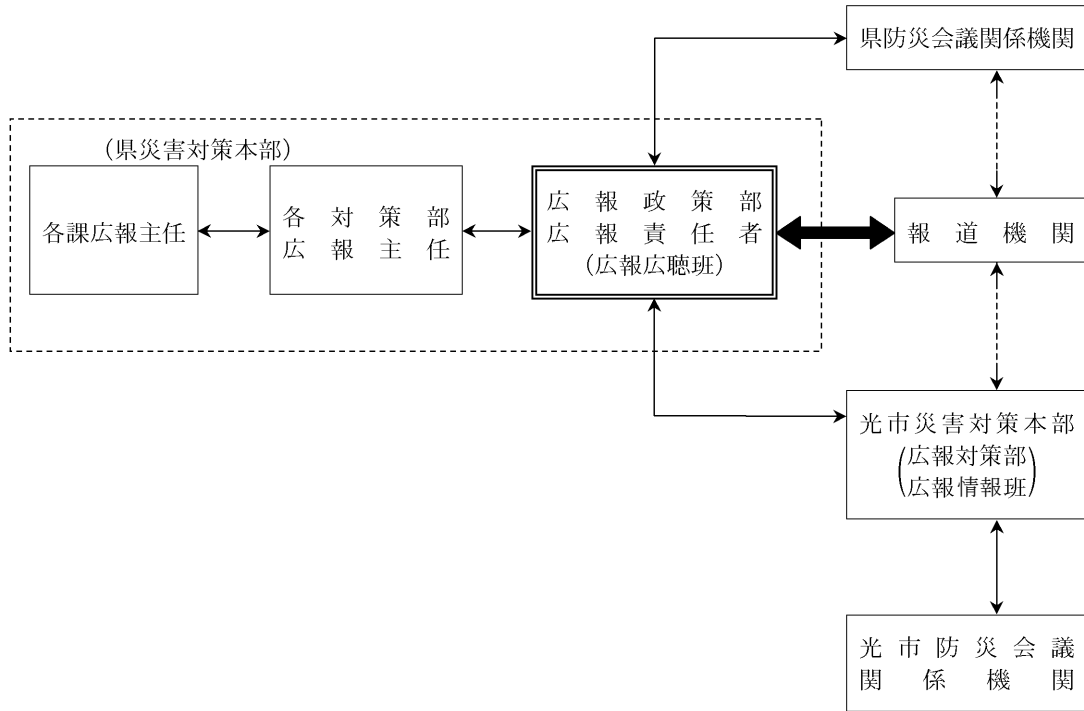 県防災会議関係機関
(県災害対策本部)
各課広報主任
各対策部
広報主任
広報政策部
広報責任者
(広報広聴班)
報道機関
光市災害対策本部
(広報対策部
広報情報班)
光市防災会議
関係機関